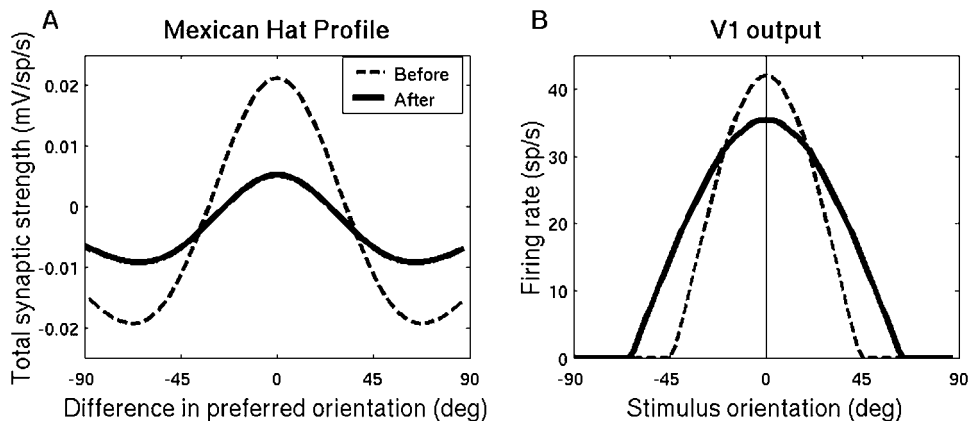 A
Mexican Hat Profile
Total synaptic strength (mV/sp/s)
0.02
0.01
0
-0.01
-0.02
Before
After
-90
-45
0
45
90
Difference in preferred orientation (deg)
B
V1 output
Firing rate (sp/s)
40
30
20
10
0
-90
-45
0
45
90
Stimulus orientation (deg)